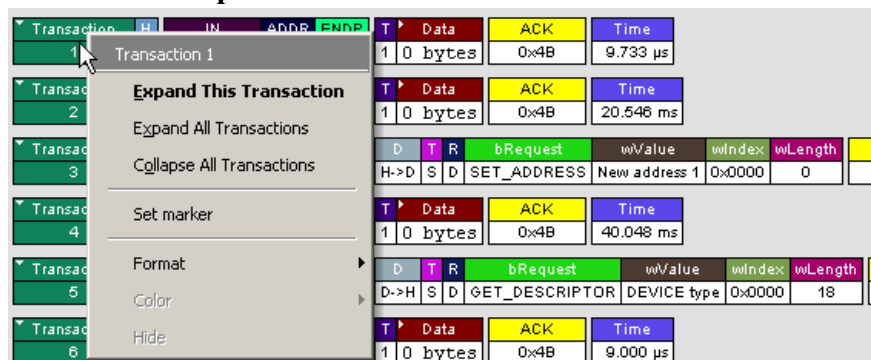 Transaction H IN ADDR ENDP T Data ACK Time
1 1 0 bytes 0x4B 9.733 µs
Transaction 1
Expand This Transaction
Expand All Transactions
Collapse All Transactions
Set marker
Format
Color
Hide
T Data ACK Time
2 1 0 bytes 0x4B 20.546 ms
D T R bRequest wValue wIndex wLength
3 H->D S D SET_ADDRESS New address 1 0x0000 0
T Data ACK Time
4 1 0 bytes 0x4B 40.048 ms
D T R bRequest wValue wIndex wLength
5 D->H S D GET_DESCRIPTOR DEVICE type 0x0000 18
T Data ACK Time
6 1 0 bytes 0x4B 9.000 µs